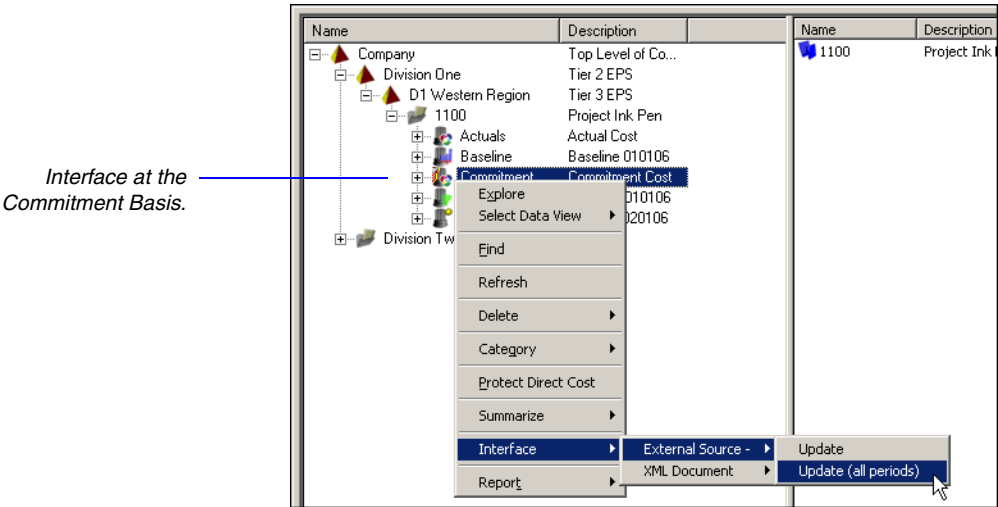 Name Description Name Description
Company Top Level of Co... 1100 Project Ink
Division One Tier 2 EPS
D1 Western Region Tier 3 EPS
1100 Project Ink Pen
Actuals Actual Cost
Baseline Baseline 010106
Interface at the
Commitment Basis.
Commitment Commitment Cost
Explore
010106
Select Data View
020106
Division Tw
Find
Refresh
Delete
Category
Protect Direct Cost
Summarize
Interface External Source - Update
XML Document Update (all periods)
Report